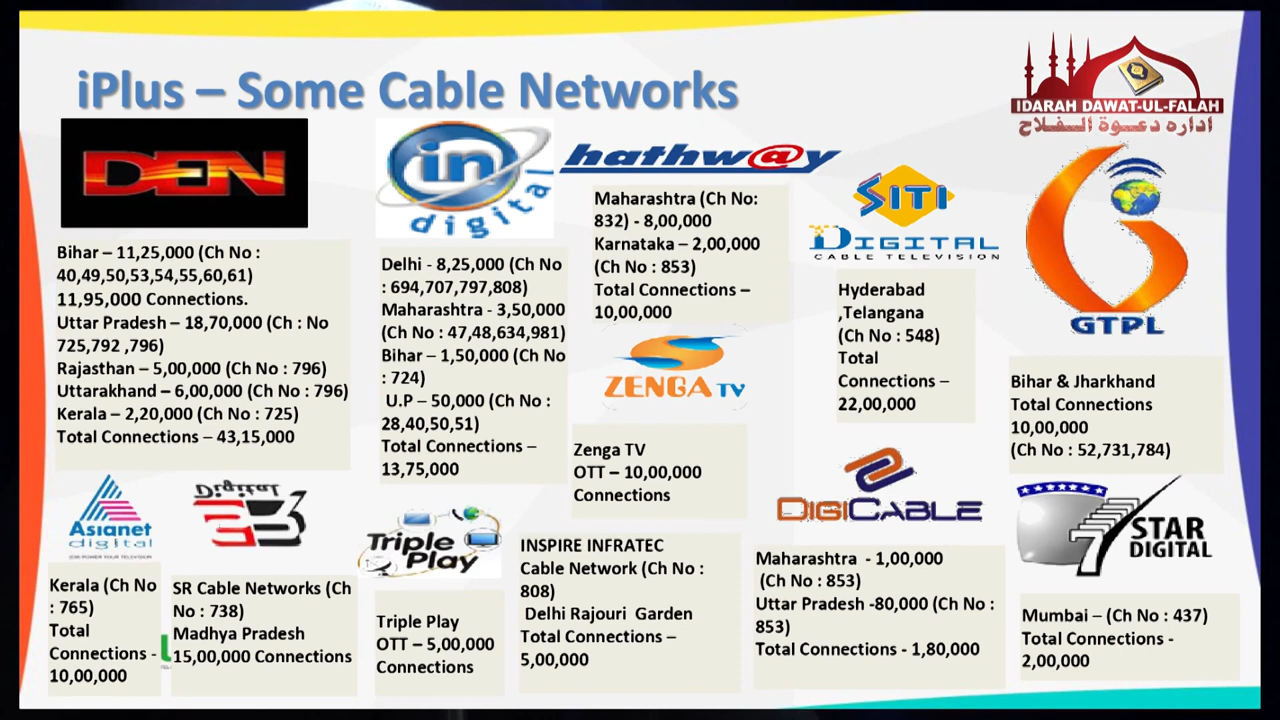 iPlus – Some Cable Networks
IDARAH DAWAT-UL-FALAH
اداره دعوة الفلاح
DEN
Bihar – 11,25,000 (Ch No :
40,49,50,53,54,55,60,61)
11,95,000 Connections.
Uttar Pradesh – 18,70,000 (Ch : No
725,792 ,796)
Rajasthan – 5,00,000 (Ch No : 796)
Uttarakhand – 6,00,000 (Ch No : 796)
Kerala – 2,20,000 (Ch No : 725)
Total Connections – 43,15,000
in
digital
Delhi - 8,25,000 (Ch No
: 694,707,797,808)
Maharashtra - 3,50,000
(Ch No : 47,48,634,981)
Bihar – 1,50,000 (Ch No
: 724)
U.P – 50,000 (Ch No :
28,40,50,51)
Total Connections –
13,75,000
hathw@y
Maharashtra (Ch No:
832) - 8,00,000
Karnataka – 2,00,000
(Ch No : 853)
Total Connections –
10,00,000
ZENGA TV
Zenga TV
OTT – 10,00,000
Connections
SITI
DIGITAL
CABLE TELEVISION
Hyderabad
,Telangana
(Ch No : 548)
Total
Connections –
22,00,000
GTPL
Bihar & Jharkhand
Total Connections
10,00,000
(Ch No : 52,731,784)
Asianet
digital
Kerala (Ch No
: 765)
Total
Connections -
10,00,000
Digital
33
SR Cable Networks (Ch
No : 738)
Madhya Pradesh
15,00,000 Connections
Triple
Play
Triple Play
OTT – 5,00,000
Connections
INSPIRE INFRATEC
Cable Network (Ch No :
808)
Delhi Rajouri Garden
Total Connections –
5,00,000
DIGICABLE
Maharashtra - 1,00,000
(Ch No : 853)
Uttar Pradesh -80,000 (Ch No :
853)
Total Connections - 1,80,000
7 STAR
DIGITAL
Mumbai – (Ch No : 437)
Total Connections -
2,00,000